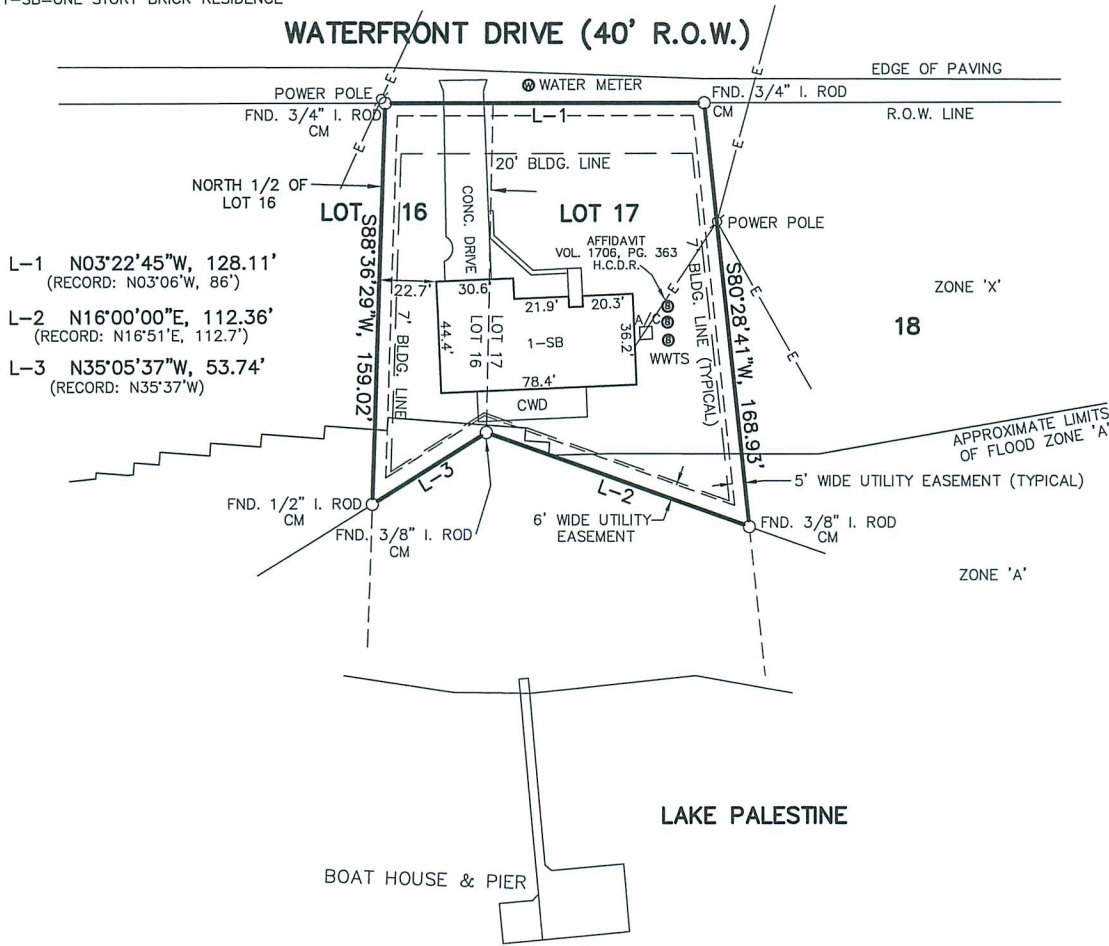 1-SB=ONE STORY BRICK RESIDENCE
WATERFRONT DRIVE (40' R.O.W.)
E
E
EDGE OF PAVING
POWER POLE
W WATER METER
FND. 3/4" I. ROD
CM
FND. 3/4" I. ROD
CM
R.O.W. LINE
L-1
E
E
20' BLDG. LINE
NORTH 1/2 OF
LOT 16
LOT 16
CONC. DRIVE
LOT 17
POWER POLE
AFFIDAVIT
VOL. 1706, PG. 363
H.C.D.R.
L-1 N03°22'45"W, 128.11'
(RECORD: N03°06'W, 86')
L-2 N16°00'00"E, 112.36'
(RECORD: N16°51'E, 112.7')
L-3 N35°05'37"W, 53.74'
(RECORD: N35°37'W)
S88°36'29"W, 159.02'
7' BLDG. LINE
22.7'
30.6'
21.9'
20.3'
44.4'
LOT 17
LOT 16
1-SB
36.2'
78.4'
CWD
A/C
E
B
B
B
WWTS
7' BLDG. LINE (TYPICAL)
S80°28'41"W, 168.93'
E
ZONE 'X'
18
APPROXIMATE LIMITS
OF FLOOD ZONE 'A'
L-3
L-2
5' WIDE UTILITY EASEMENT (TYPICAL)
FND. 1/2" I. ROD
CM
FND. 3/8" I. ROD
CM
6' WIDE UTILITY
EASEMENT
FND. 3/8" I. ROD
CM
ZONE 'A'
LAKE PALESTINE
BOAT HOUSE & PIER